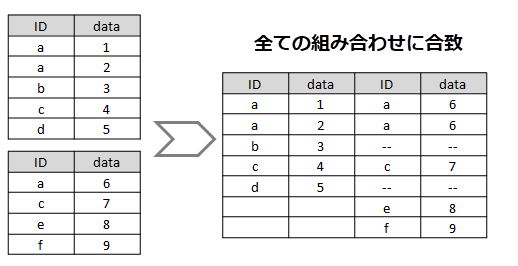 ID data
a 1
a 2
b 3
c 4
d 5
ID data
a 6
c 7
e 8
f 9
全ての組み合わせに合致
ID data ID data
a 1 a 6
a 2 a 6
b 3 -- --
c 4 c 7
d 5 -- --
e 8
f 9